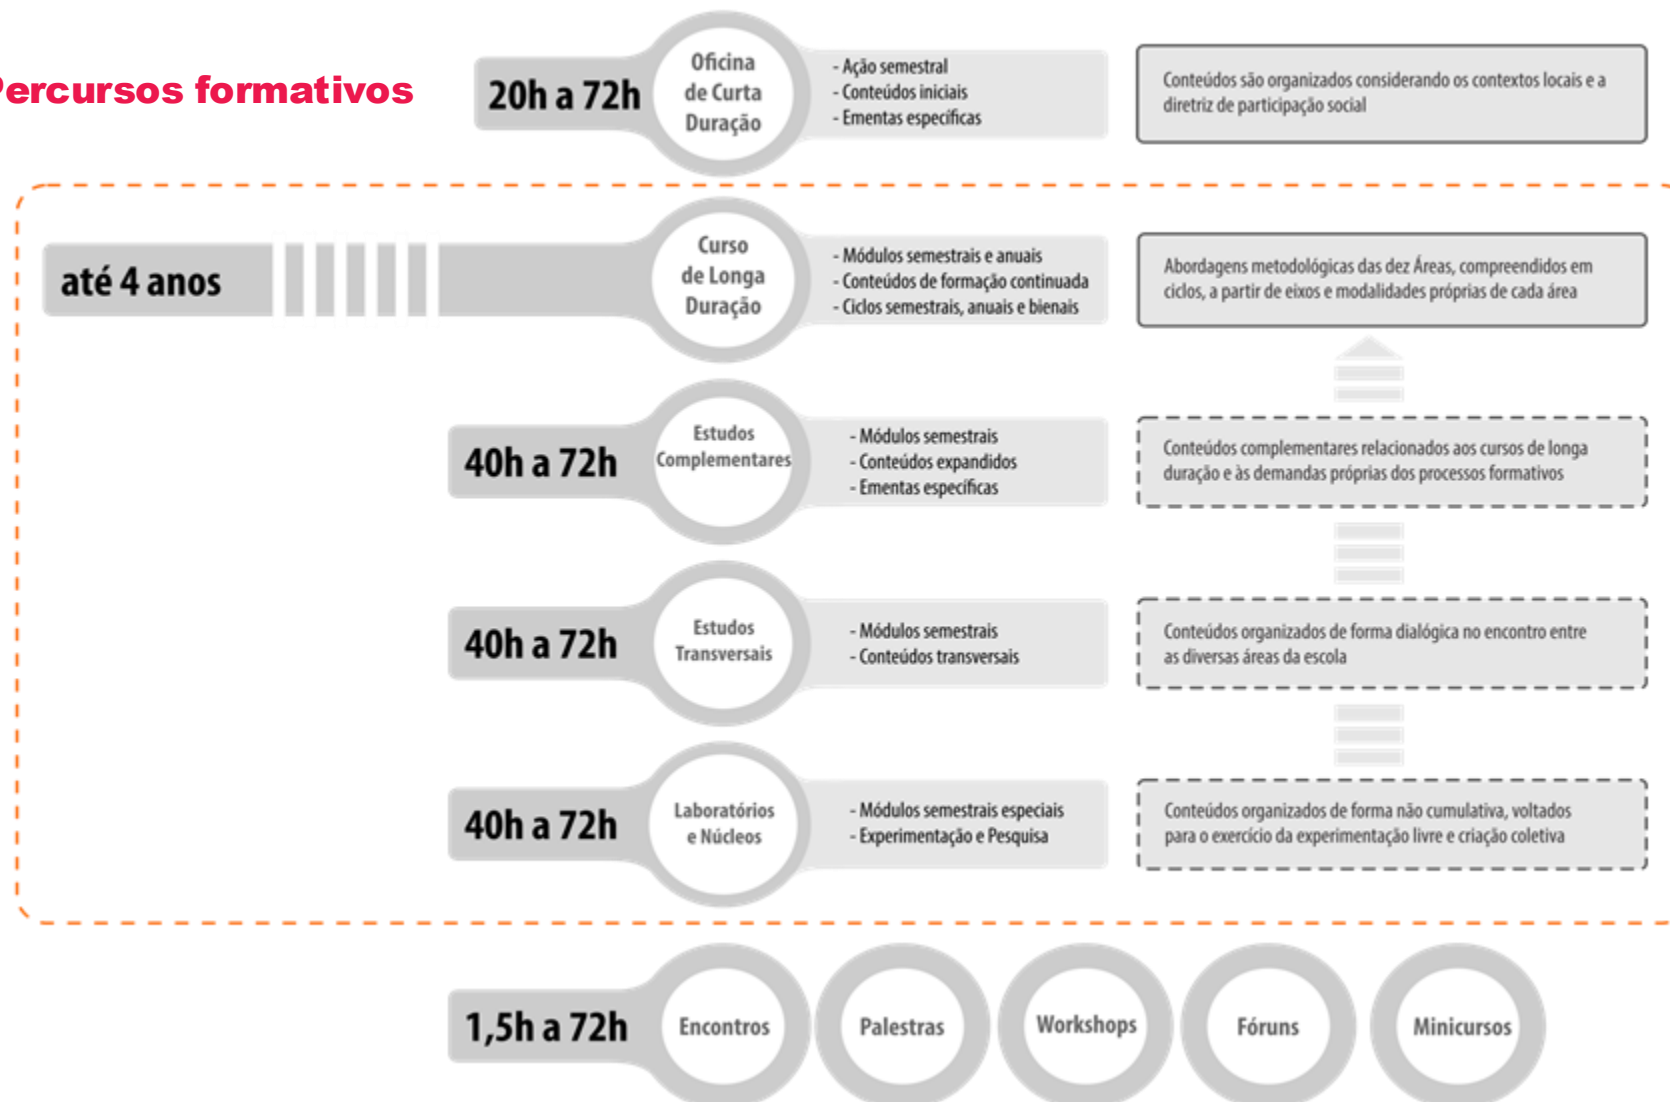 Percursos formativos
20h a 72h
Oficina
de Curta
Duração
- Ação semestral
- Conteúdos iniciais
- Ementas específicas
Conteúdos são organizados considerando os contextos locais e a
diretriz de participação social
até 4 anos
Curso
de Longa
Duração
- Módulos semestrais e anuais
- Conteúdos de formação continuada
- Ciclos semestrais, anuais e bienais
Abordagens metodológicas das dez Áreas, compreendidos em
ciclos, a partir de eixos e modalidades próprias de cada área
40h a 72h
Estudos
Complementares
- Módulos semestrais
- Conteúdos expandidos
- Ementas específicas
Conteúdos complementares relacionados aos cursos de longa
duração e às demandas próprias dos processos formativos
40h a 72h
Estudos
Transversais
- Módulos semestrais
- Conteúdos transversais
Conteúdos organizados de forma dialógica no encontro entre
as diversas áreas da escola
40h a 72h
Laboratórios
e Núcleos
- Módulos semestrais especiais
- Experimentação e Pesquisa
Conteúdos organizados de forma não cumulativa, voltados
para o exercício da experimentação livre e criação coletiva
1,5h a 72h
Encontros
Palestras
Workshops
Fóruns
Minicursos